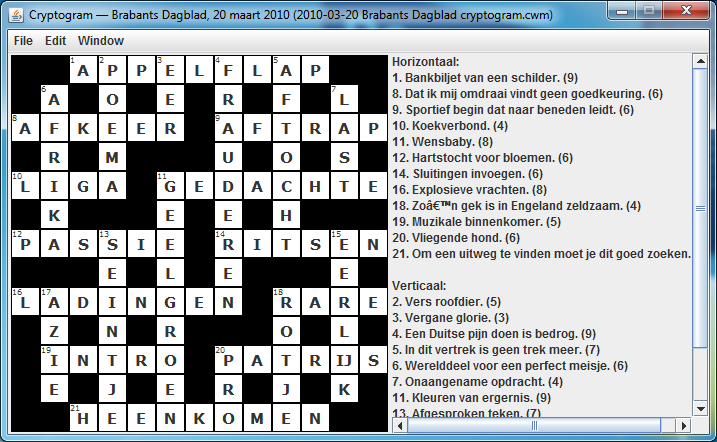 Cryptogram — Brabants Dagblad, 20 maart 2010 (2010-03-20 Brabants Dagblad cryptogram.cwm)
File Edit Window
1 A 2 P P 3 E L 4 F L 5 A P
6 A O E R F 7 L
8 A F K E E R 9 A F T R A P
R M U O S
10 L I G A 11 G E D A C H T E
K E E H
12 P A S 13 S I E 14 R I T S 15 E N
E L E E
16 L 17 A D I N G E N 18 R A R E
Z N R O L
19 I N T R O 20 P A T R IJS
E J E R J K
21 H E E N K O M E N
Horizontaal:
1. Bankbiljet van een schilder. (9)
8. Dat ik mij omdraai vindt geen goedkeuring. (6)
9. Sportief begin dat naar beneden leidt. (6)
10. Koekverbond. (4)
11. Wensbaby. (8)
12. Hartstocht voor bloemen. (6)
14. Sluitingen invoegen. (6)
16. Explosieve vrachten. (8)
18. Zoâ€™n gek is in Engeland zeldzaam. (4)
19. Muzikale binnenkomer. (5)
20. Vliegende hond. (6)
21. Om een uitweg te vinden moet je dit goed zoeken.
Verticaal:
2. Vers roofdier. (5)
3. Vergane glorie. (3)
4. Een Duitse pijn doen is bedrog. (9)
5. In dit vertrek is geen trek meer. (7)
6. Werelddeel voor een perfect meisje. (6)
7. Onaangename opdracht. (4)
11. Kleuren van ergernis. (9)
13. Afgesproken teken. (7)